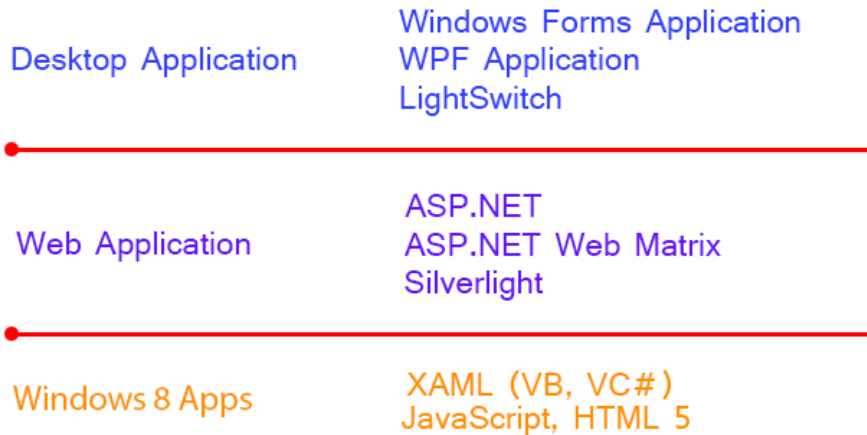 Desktop Application
Windows Forms Application
WPF Application
LightSwitch
Web Application
ASP.NET
ASP.NET Web Matrix
Silverlight
Windows 8 Apps
XAML (VB, VC#)
JavaScript, HTML 5